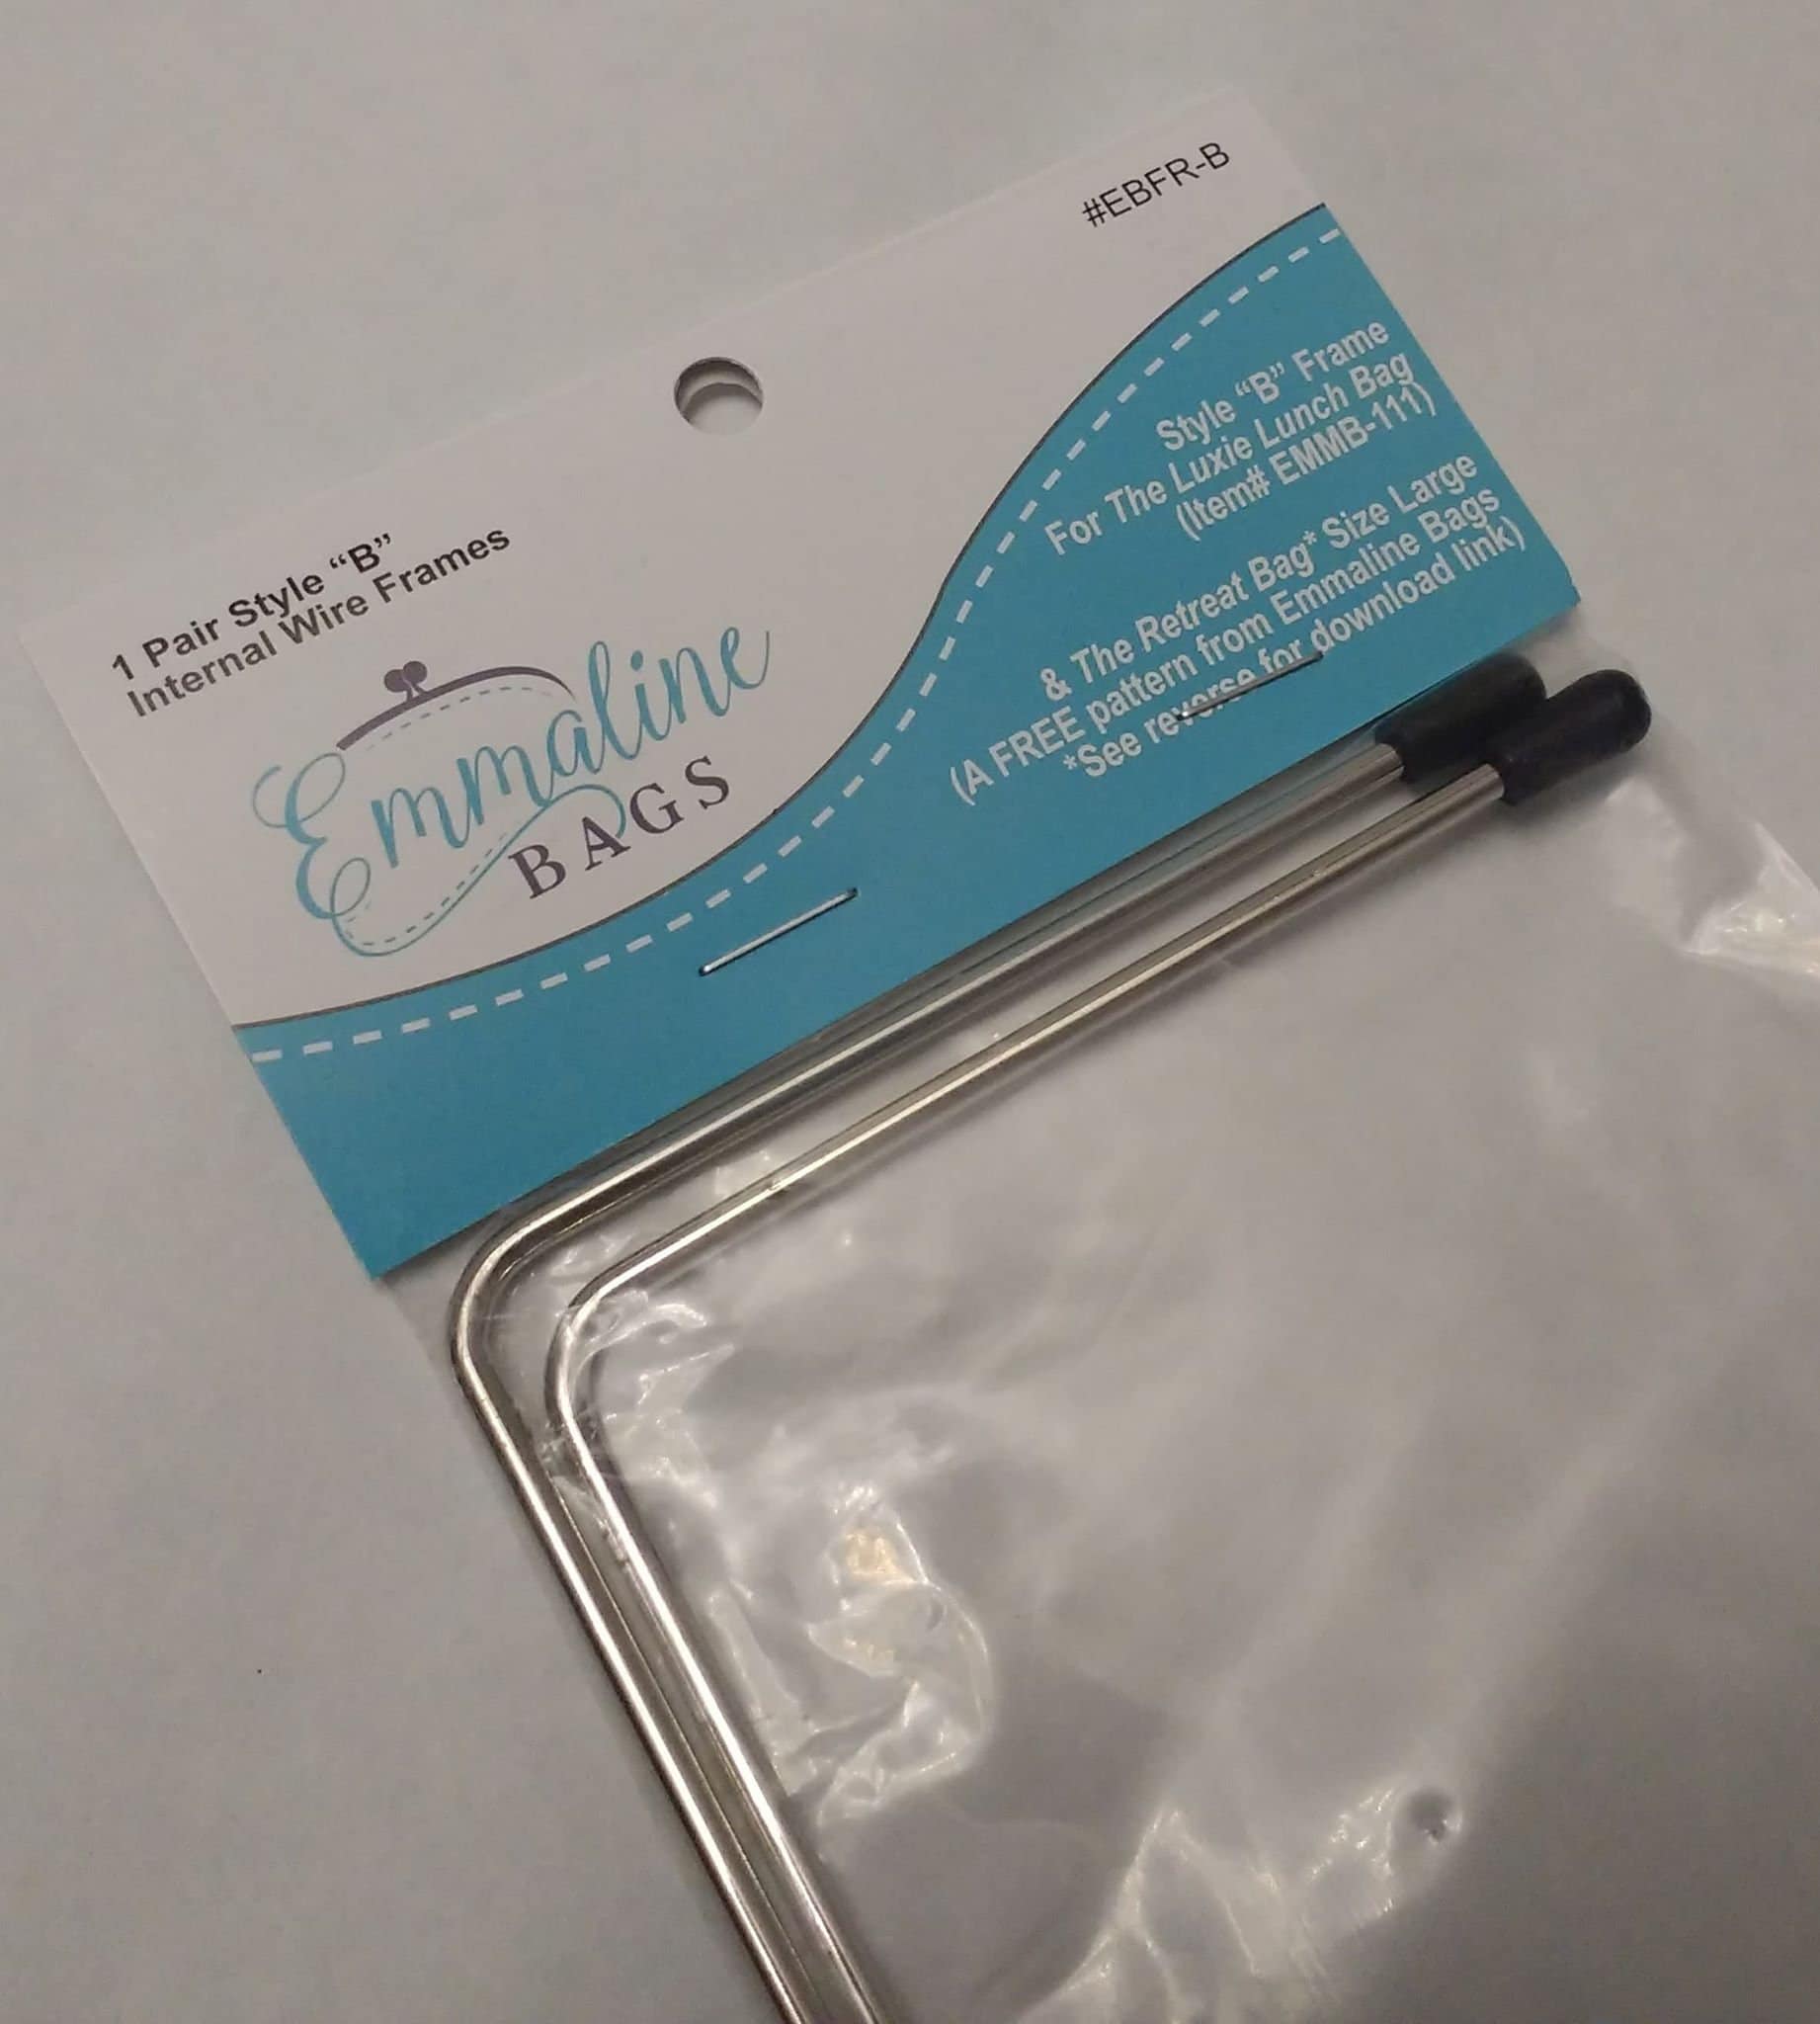 #EBFR-B
1 Pair Style “B”
Internal Wire Frames
Emmaline
BAGS
Style “B” Frame
For The Luxie Lunch Bag
(Item# EMMB-111)
& The Retreat Bag* Size Large
(A FREE pattern from Emmaline Bags
*See reverse for download link)